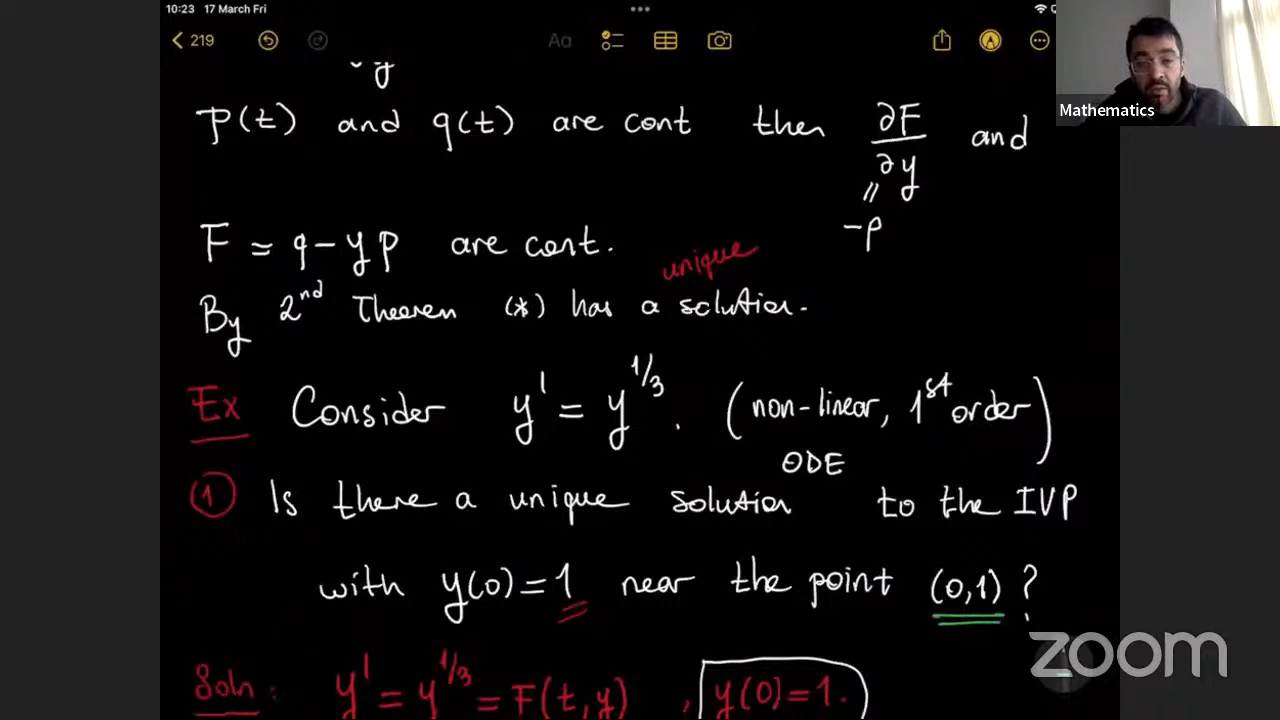 10:23 17 March Fri
219
Aa
Mathematics
p(t) and q(t) are cont then ∂F/∂y and
= -p
F = q - yp are cont.
unique
By 2nd Theorem (*) has a solution.
Ex Consider y' = y^1/3. (non-linear, 1st order)
ODE
① Is there a unique solution to the IVP
with y(0)=1 near the point (0,1)?
Soln: y' = y^1/3 = F(t,y), y(0)=1.
zoom